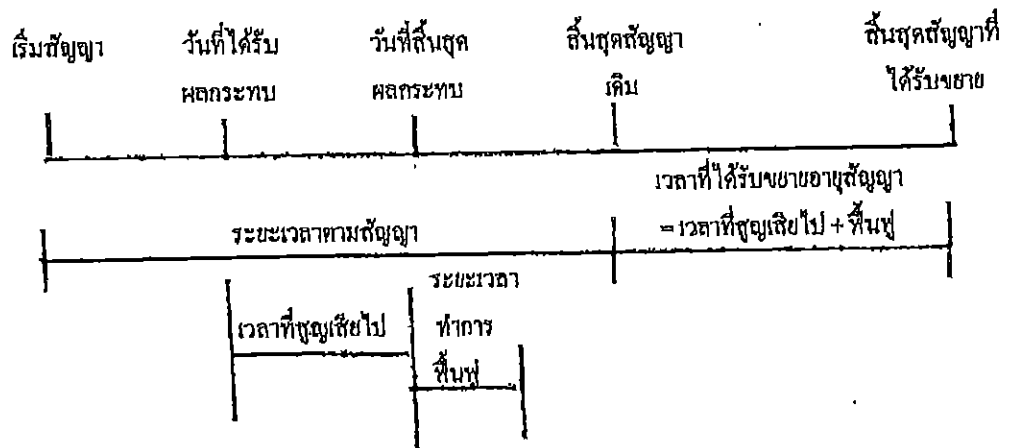 เริ่มสัญญา วันที่ได้รับ วันที่สิ้นสุด สิ้นสุดสัญญา สิ้นสุดสัญญาที่
ผลกระทบ ผลกระทบ เดิม ได้รับขยาย
เวลาที่ได้รับขยายอายุสัญญา
ระยะเวลาตามสัญญา =เวลาที่สูญเสียไป + ฟื้นฟู
ระยะเวลา
เวลาที่สูญเสียไป ทำการ
ฟื้นฟู